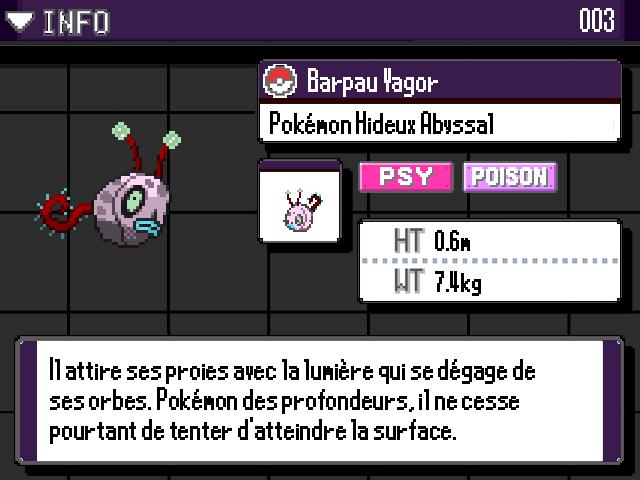 INFO
003
Barpau Yagor
Pokémon Hideux Abyssal
PSY
POISON
HT 0.6m
WT 7.4kg
Il attire ses proies avec la lumière qui se dégage de
ses orbes. Pokémon des profondeurs, il ne cesse
pourtant de tenter d'atteindre la surface.